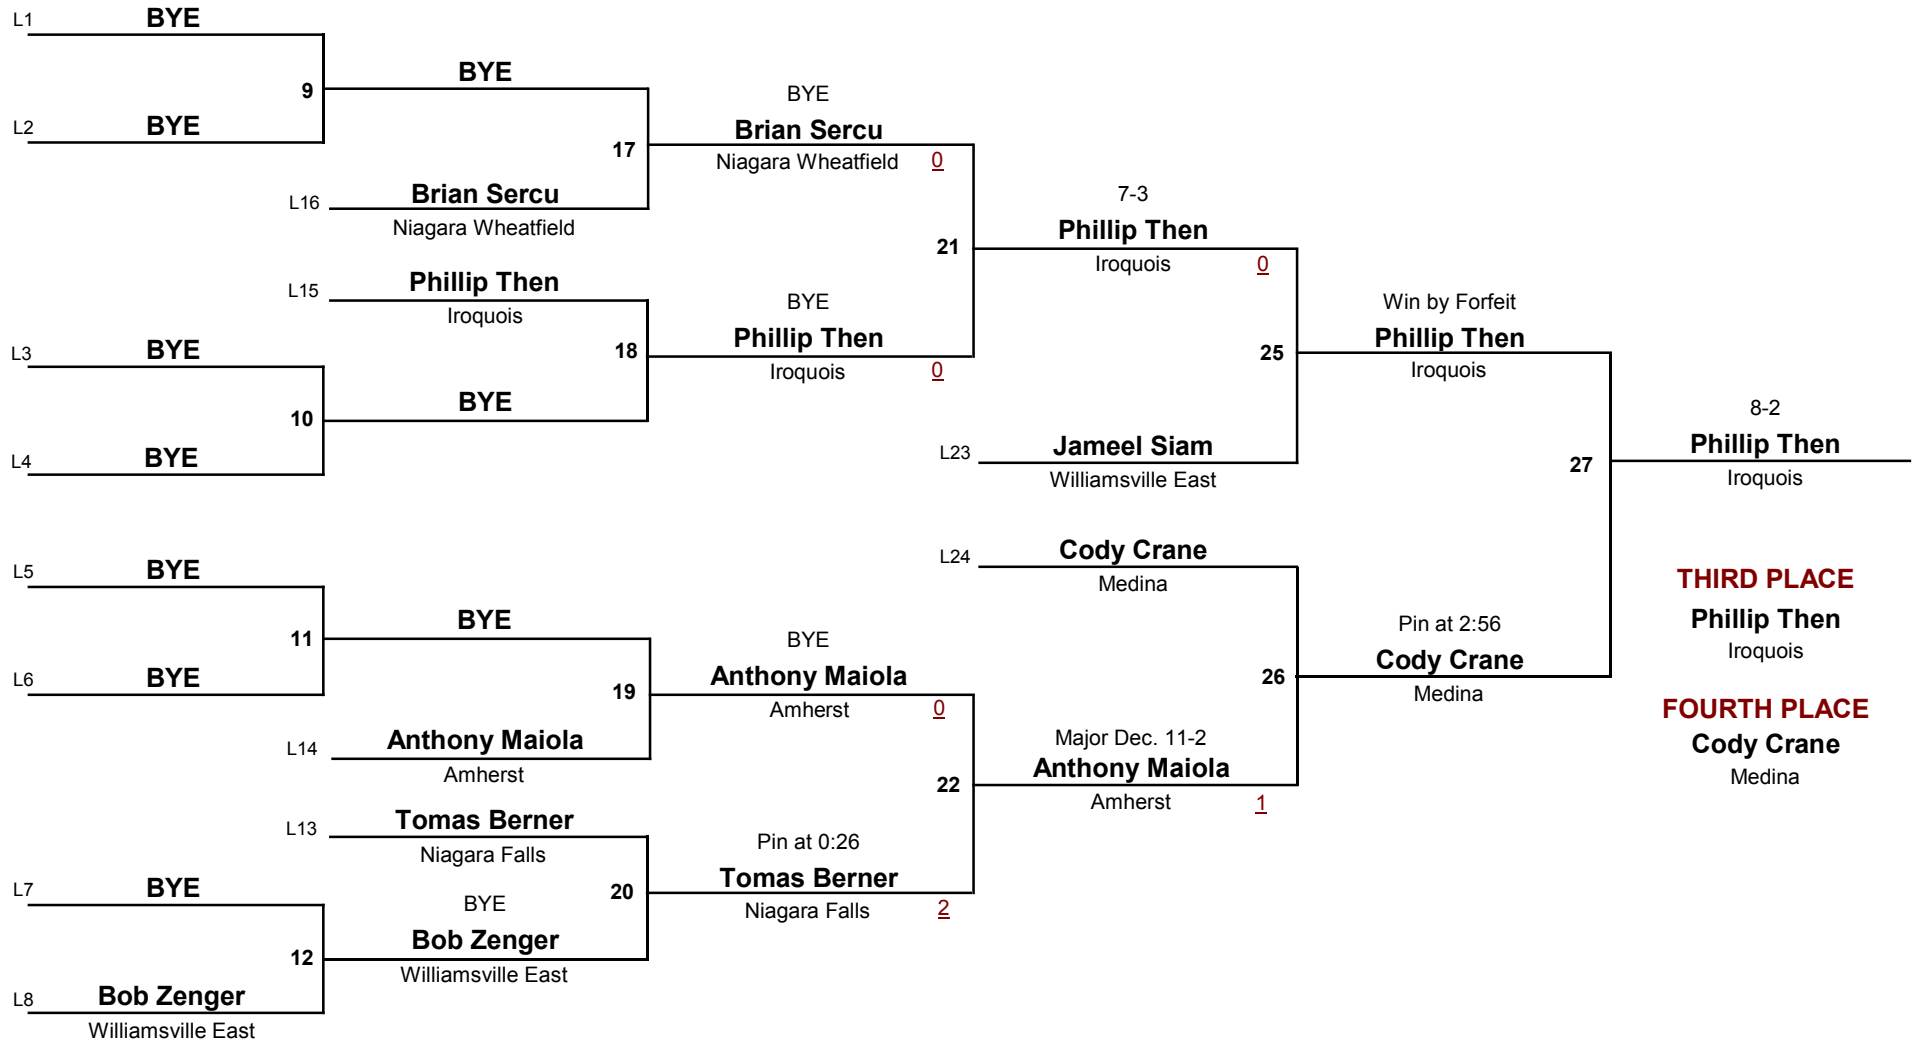 L1
BYE
9
L2
BYE
BYE
17
L16
Brian Sercu
Niagara Wheatfield
BYE
Brian Sercu
Niagara Wheatfield
0
L15
Phillip Then
Iroquois
L3
BYE
10
L4
BYE
BYE
18
BYE
Phillip Then
Iroquois
0
21
7-3
Phillip Then
Iroquois
0
L23
Jameel Siam
Williamsville East
25
Win by Forfeit
Phillip Then
Iroquois
L5
BYE
11
L6
BYE
BYE
19
L14
Anthony Maiola
Amherst
BYE
Anthony Maiola
Amherst
0
L13
Tomas Berner
Niagara Falls
L7
BYE
12
L8
Bob Zenger
Williamsville East
BYE
Bob Zenger
Williamsville East
20
Pin at 0:26
Tomas Berner
Niagara Falls
2
22
L24
Cody Crane
Medina
Major Dec. 11-2
Anthony Maiola
Amherst
1
26
Pin at 2:56
Cody Crane
Medina
27
8-2
Phillip Then
Iroquois
THIRD PLACE
Phillip Then
Iroquois
FOURTH PLACE
Cody Crane
Medina